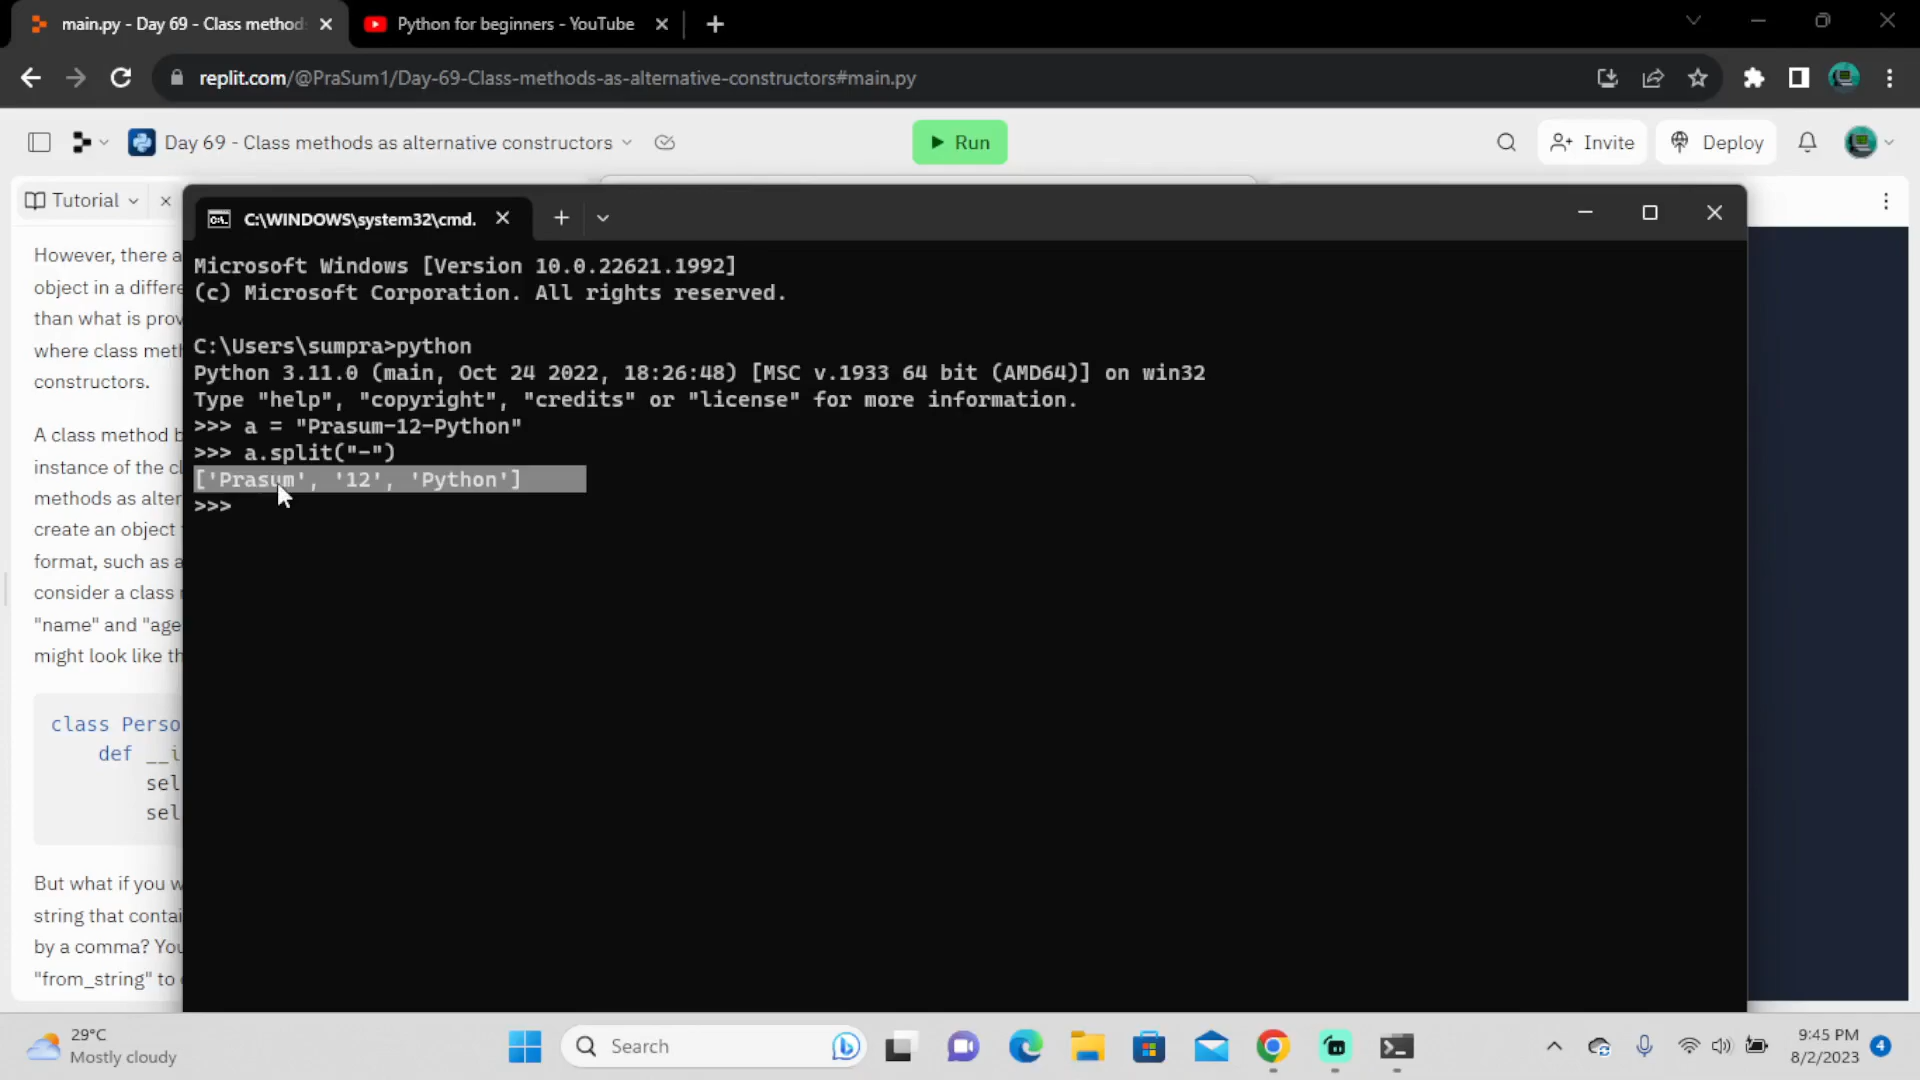 main.py - Day 69 - Class method
Python for beginners - YouTube
replit.com/@PraSum1/Day-69-Class-methods-as-alternative-constructors#main.py
Day 69 - Class methods as alternative constructors
Run
Invite
Deploy
Tutorial
However, there a
object in a differe
than what is prov
where class meth
constructors.
A class method b
instance of the cl
methods as alter
create an object
format, such as a
consider a class
"name" and "age
might look like th
class Perso
def __i
sel
sel
But what if you w
string that contai
by a comma? You
"from_string" to
C:\WINDOWS\system32\cmd.
Microsoft Windows [Version 10.0.22621.1992]
(c) Microsoft Corporation. All rights reserved.
C:\Users\sumpra>python
Python 3.11.0 (main, Oct 24 2022, 18:26:48) [MSC v.1933 64 bit (AMD64)] on win32
Type "help", "copyright", "credits" or "license" for more information.
>>> a = "Prasum-12-Python"
>>> a.split("-")
['Prasum', '12', 'Python']
>>>
29°C
Mostly cloudy
Search
9:45 PM
8/2/2023
4